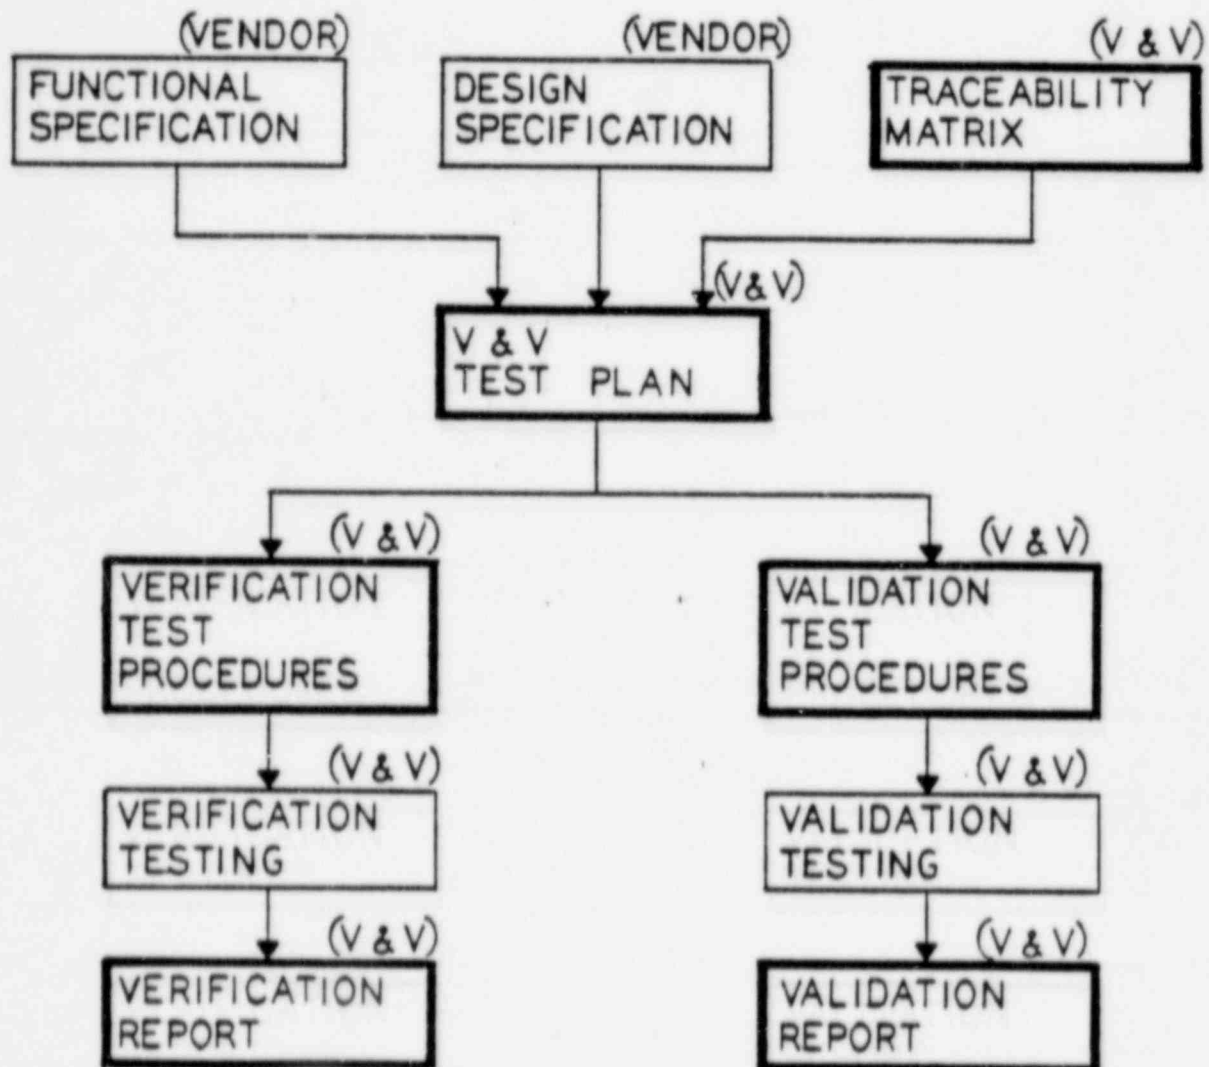 (VENDOR)
FUNCTIONAL
SPECIFICATION
(VENDOR)
DESIGN
SPECIFICATION
(V & V)
TRACEABILITY
MATRIX
(V & V)
V & V
TEST PLAN
(V & V)
VERIFICATION
TEST
PROCEDURES
(V & V)
VALIDATION
TEST
PROCEDURES
(V & V)
VERIFICATION
TESTING
(V & V)
VALIDATION
TESTING
(V & V)
VERIFICATION
REPORT
(V & V)
VALIDATION
REPORT